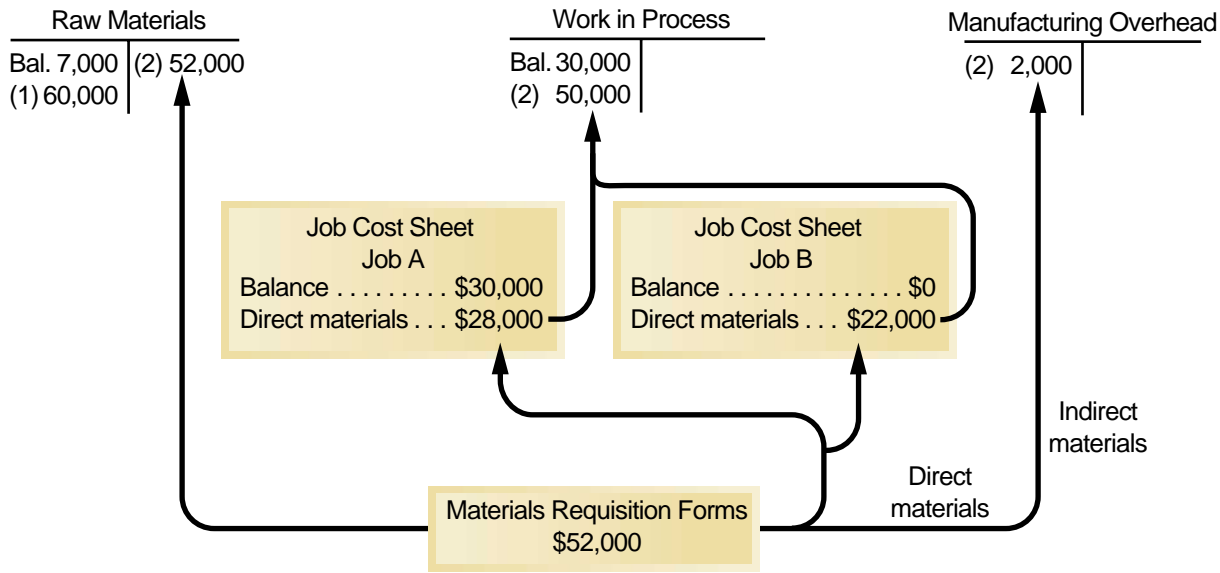 Raw Materials
Bal. 7,000 (2) 52,000
(1) 60,000
Work in Process
Bal. 30,000
(2) 50,000
Manufacturing Overhead
(2) 2,000
Job Cost Sheet
Job A
Balance . . . . . . . . . $30,000
Direct materials . . . $28,000
Job Cost Sheet
Job B
Balance . . . . . . . . . . . . . . $0
Direct materials . . . $22,000
Indirect
materials
Direct
materials
Materials Requisition Forms
$52,000